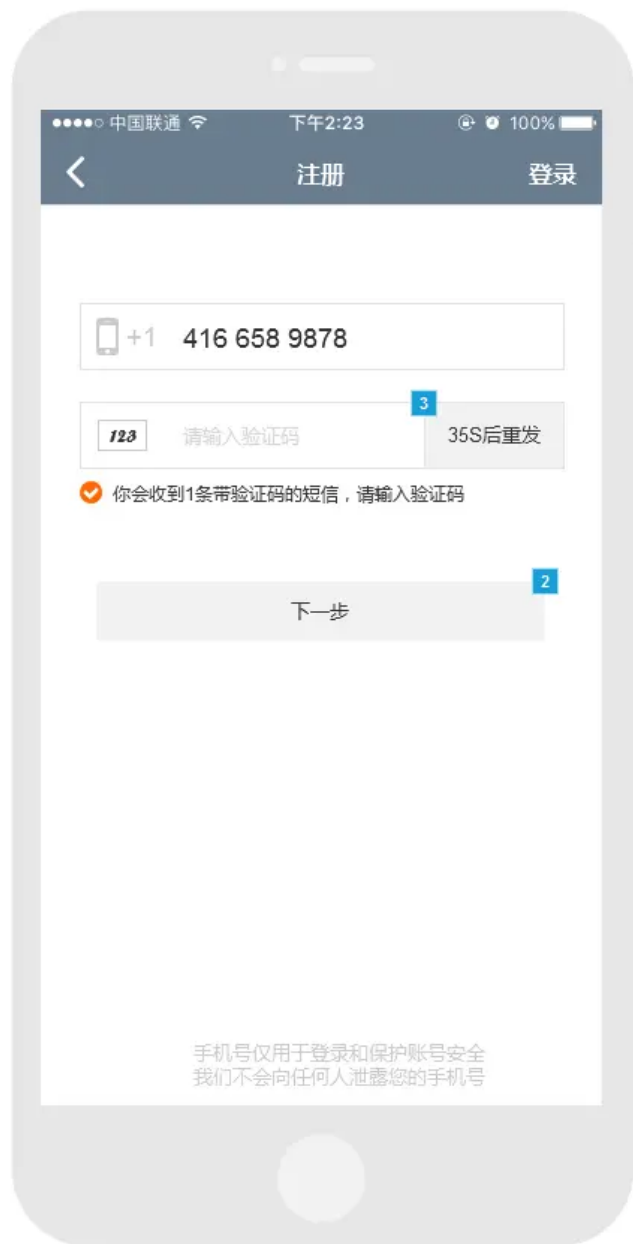 中国联通 下午2:23 100%
注册 登录
+1 416 658 9878
3
123 请输入验证码 35S后重发
你会收到1条带验证码的短信，请输入验证码
2
下一步
手机号仅用于登录和保护账号安全
我们不会向任何人泄露您的手机号